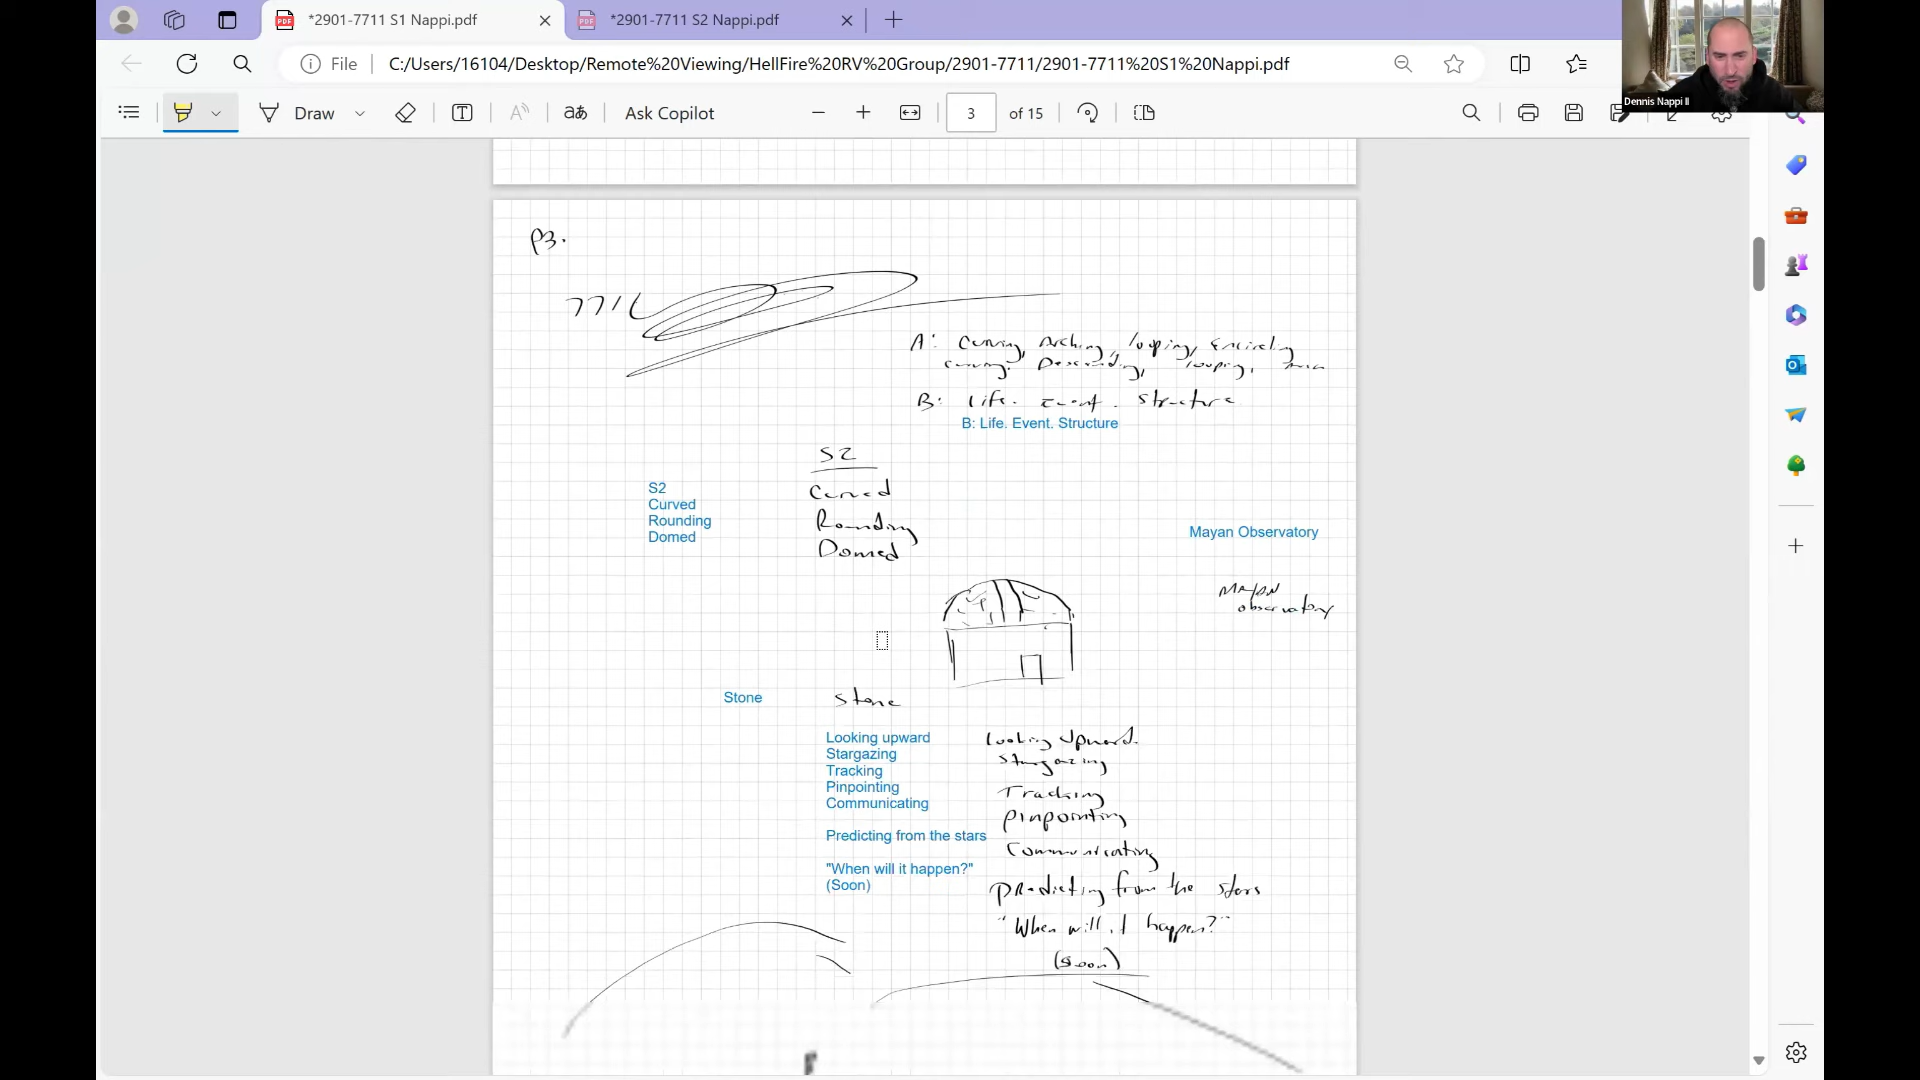 *2901-7711 S1 Nappi.pdf
*2901-7711 S2 Nappi.pdf
File
C:/Users/16104/Desktop/Remote%20Viewing/HellFire%20RV%20Group/2901-7711/2901-7711%20S1%20Nappi.pdf
Dennis Nappi II
Draw
Ask Copilot
3 of 15
P3.
7711
A: Curving, Arching, looping, Encircling
curving. Descending, looping,
B: Life. Event. Structure
B: Life. Event. Structure
S2
S2
Curved
Rounding
Domed
Curved
Rounding
Domed
Mayan Observatory
MAYAN
observatory
Stone
Stone
Looking upward
Stargazing
Tracking
Pinpointing
Communicating
Predicting from the stars
"When will it happen?"
(Soon)
Looking Upward.
Stargazing
Tracking
Pinpointing
Communicating
Predicting from the stars
"When will it happen?"
(Soon)